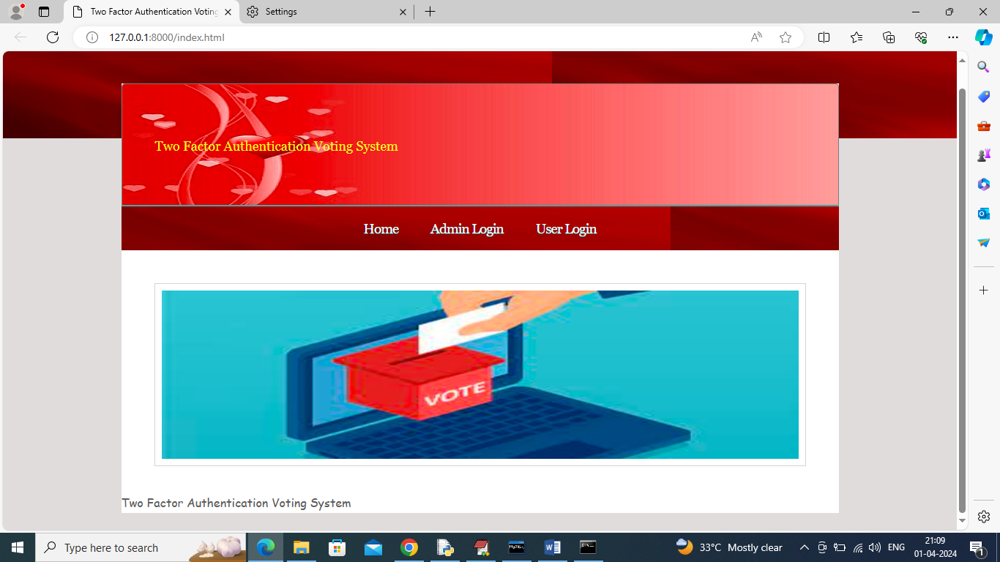 Two Factor Authentication Voting
Settings
127.0.0.1:8000/index.html
Two Factor Authentication Voting System
Home Admin Login User Login
VOTE
Two Factor Authentication Voting System
Type here to search
33°C Mostly clear
ENG
21:09
01-04-2024
1